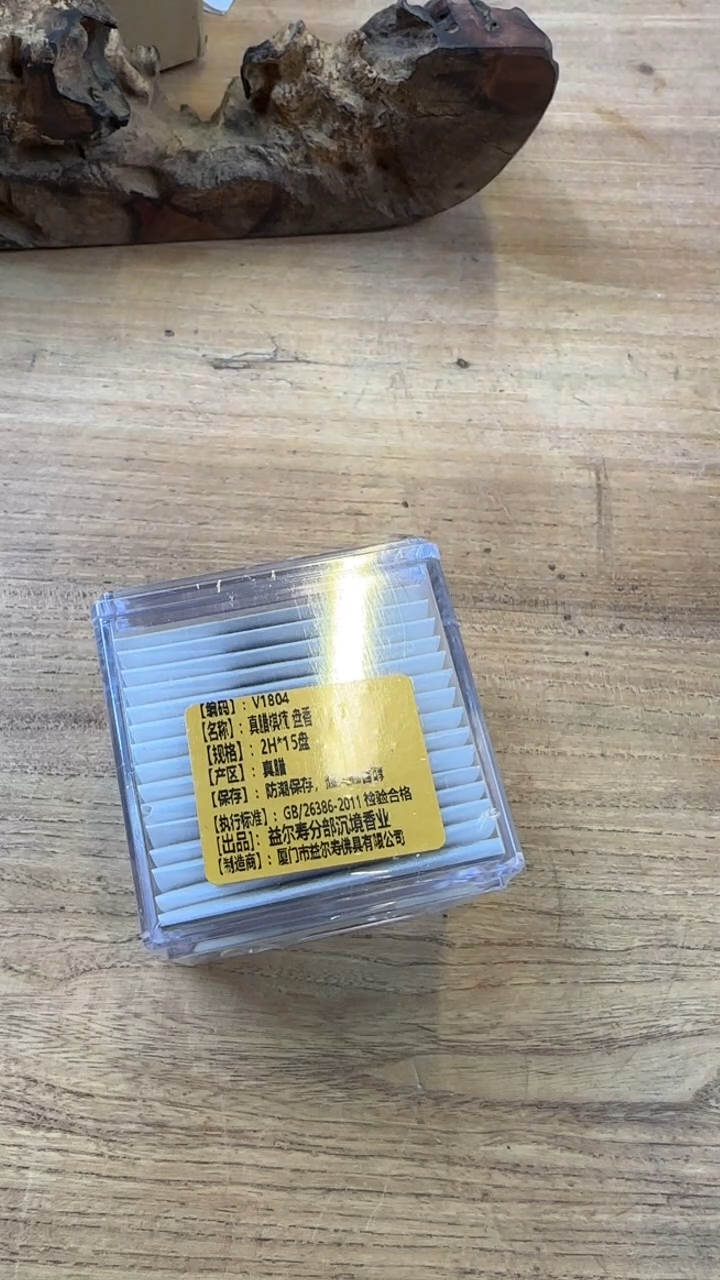 【编码】：V1804
【名称】：真腊 盘香
【规格】：2H*15盘
【产区】：真腊
【保存】：防潮保存，
【执行标准】：GB/26386-2011 检验合格
【出品】：益尔寿分部沉境香业
【制造商】：厦门市益尔寿佛具有限公司